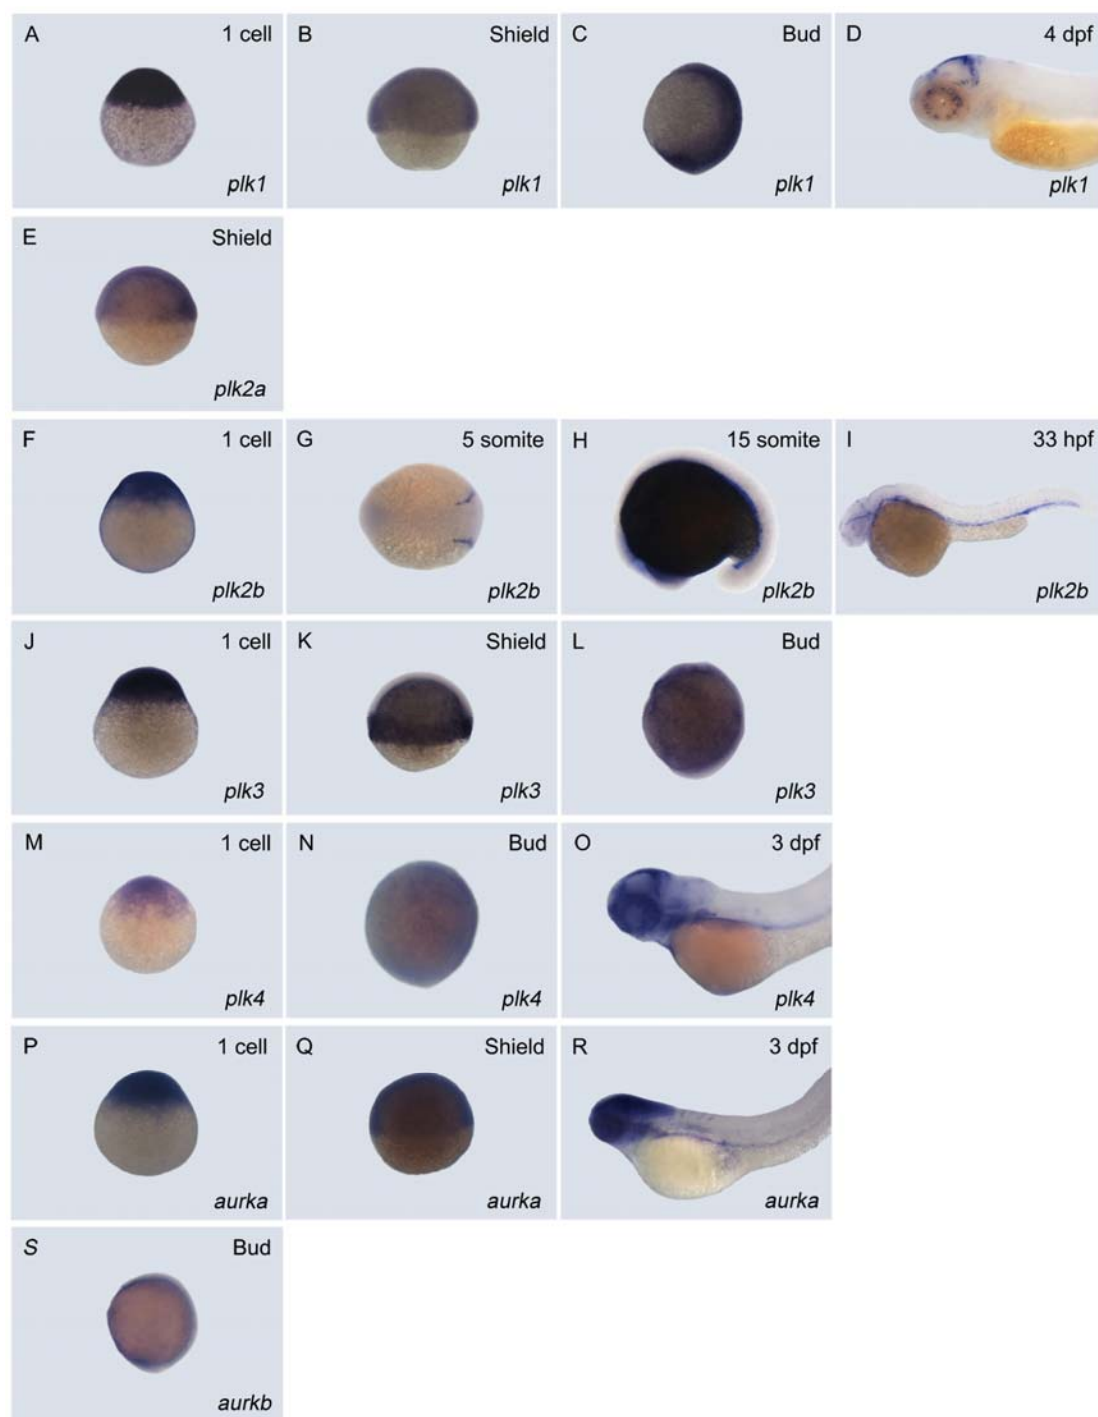 A 1 cell
plk1
B Shield
plk1
C Bud
plk1
D 4 dpf
plk1
E Shield
plk2a
F 1 cell
plk2b
G 5 somite
plk2b
H 15 somite
plk2b
I 33 hpf
plk2b
J 1 cell
plk3
K Shield
plk3
L Bud
plk3
M 1 cell
plk4
N Bud
plk4
O 3 dpf
plk4
P 1 cell
aurka
Q Shield
aurka
R 3 dpf
aurka
S Bud
aurkb